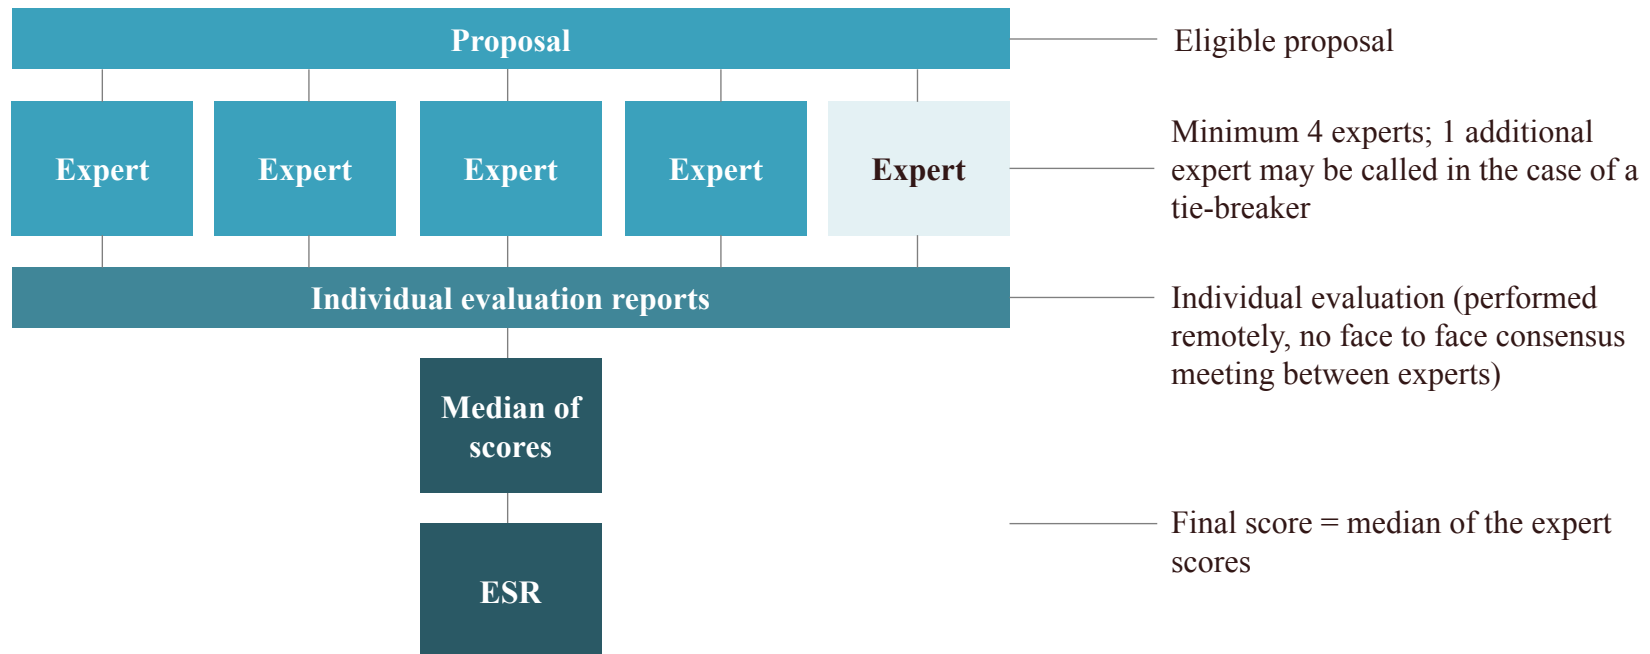 Proposal
Eligible proposal
Expert
Expert
Expert
Expert
Expert
Minimum 4 experts; 1 additional
expert may be called in the case of a
tie-breaker
Individual evaluation reports
Individual evaluation (performed
remotely, no face to face consensus
meeting between experts)
Median of
scores
Final score = median of the expert
scores
ESR